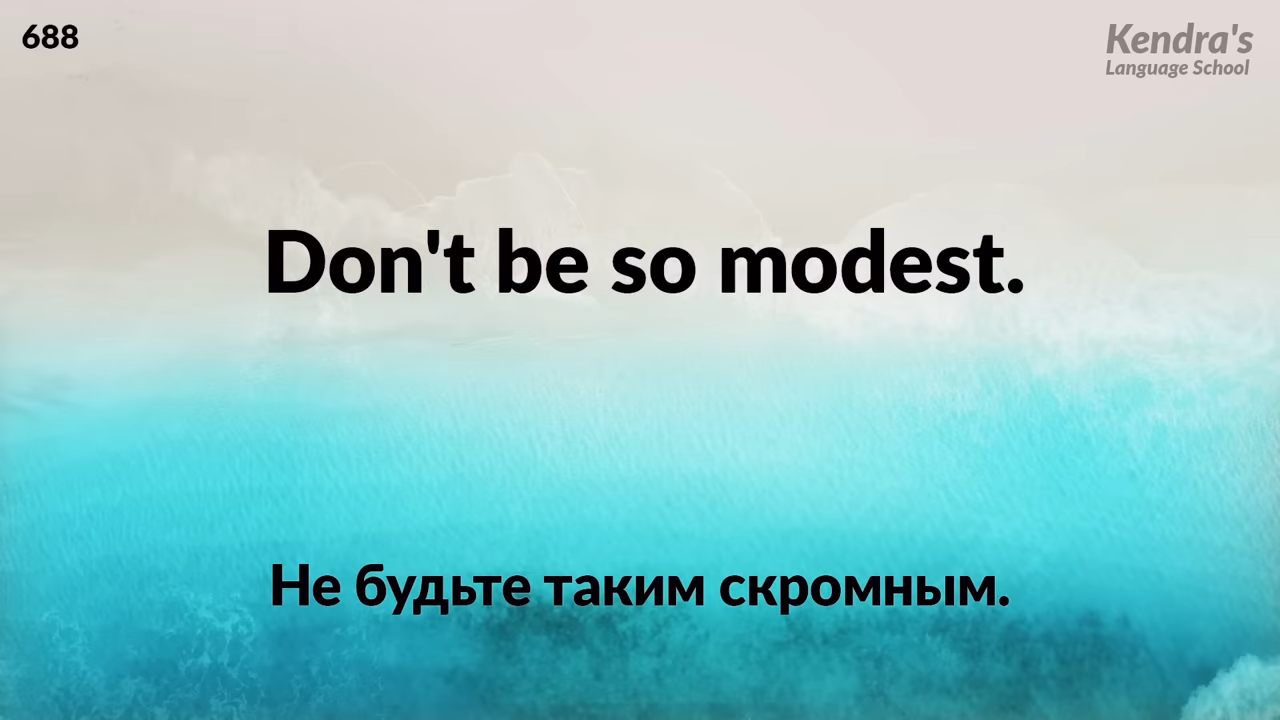 688
Kendra's
Language School
Don't be so modest.
Не будьте таким скромным.